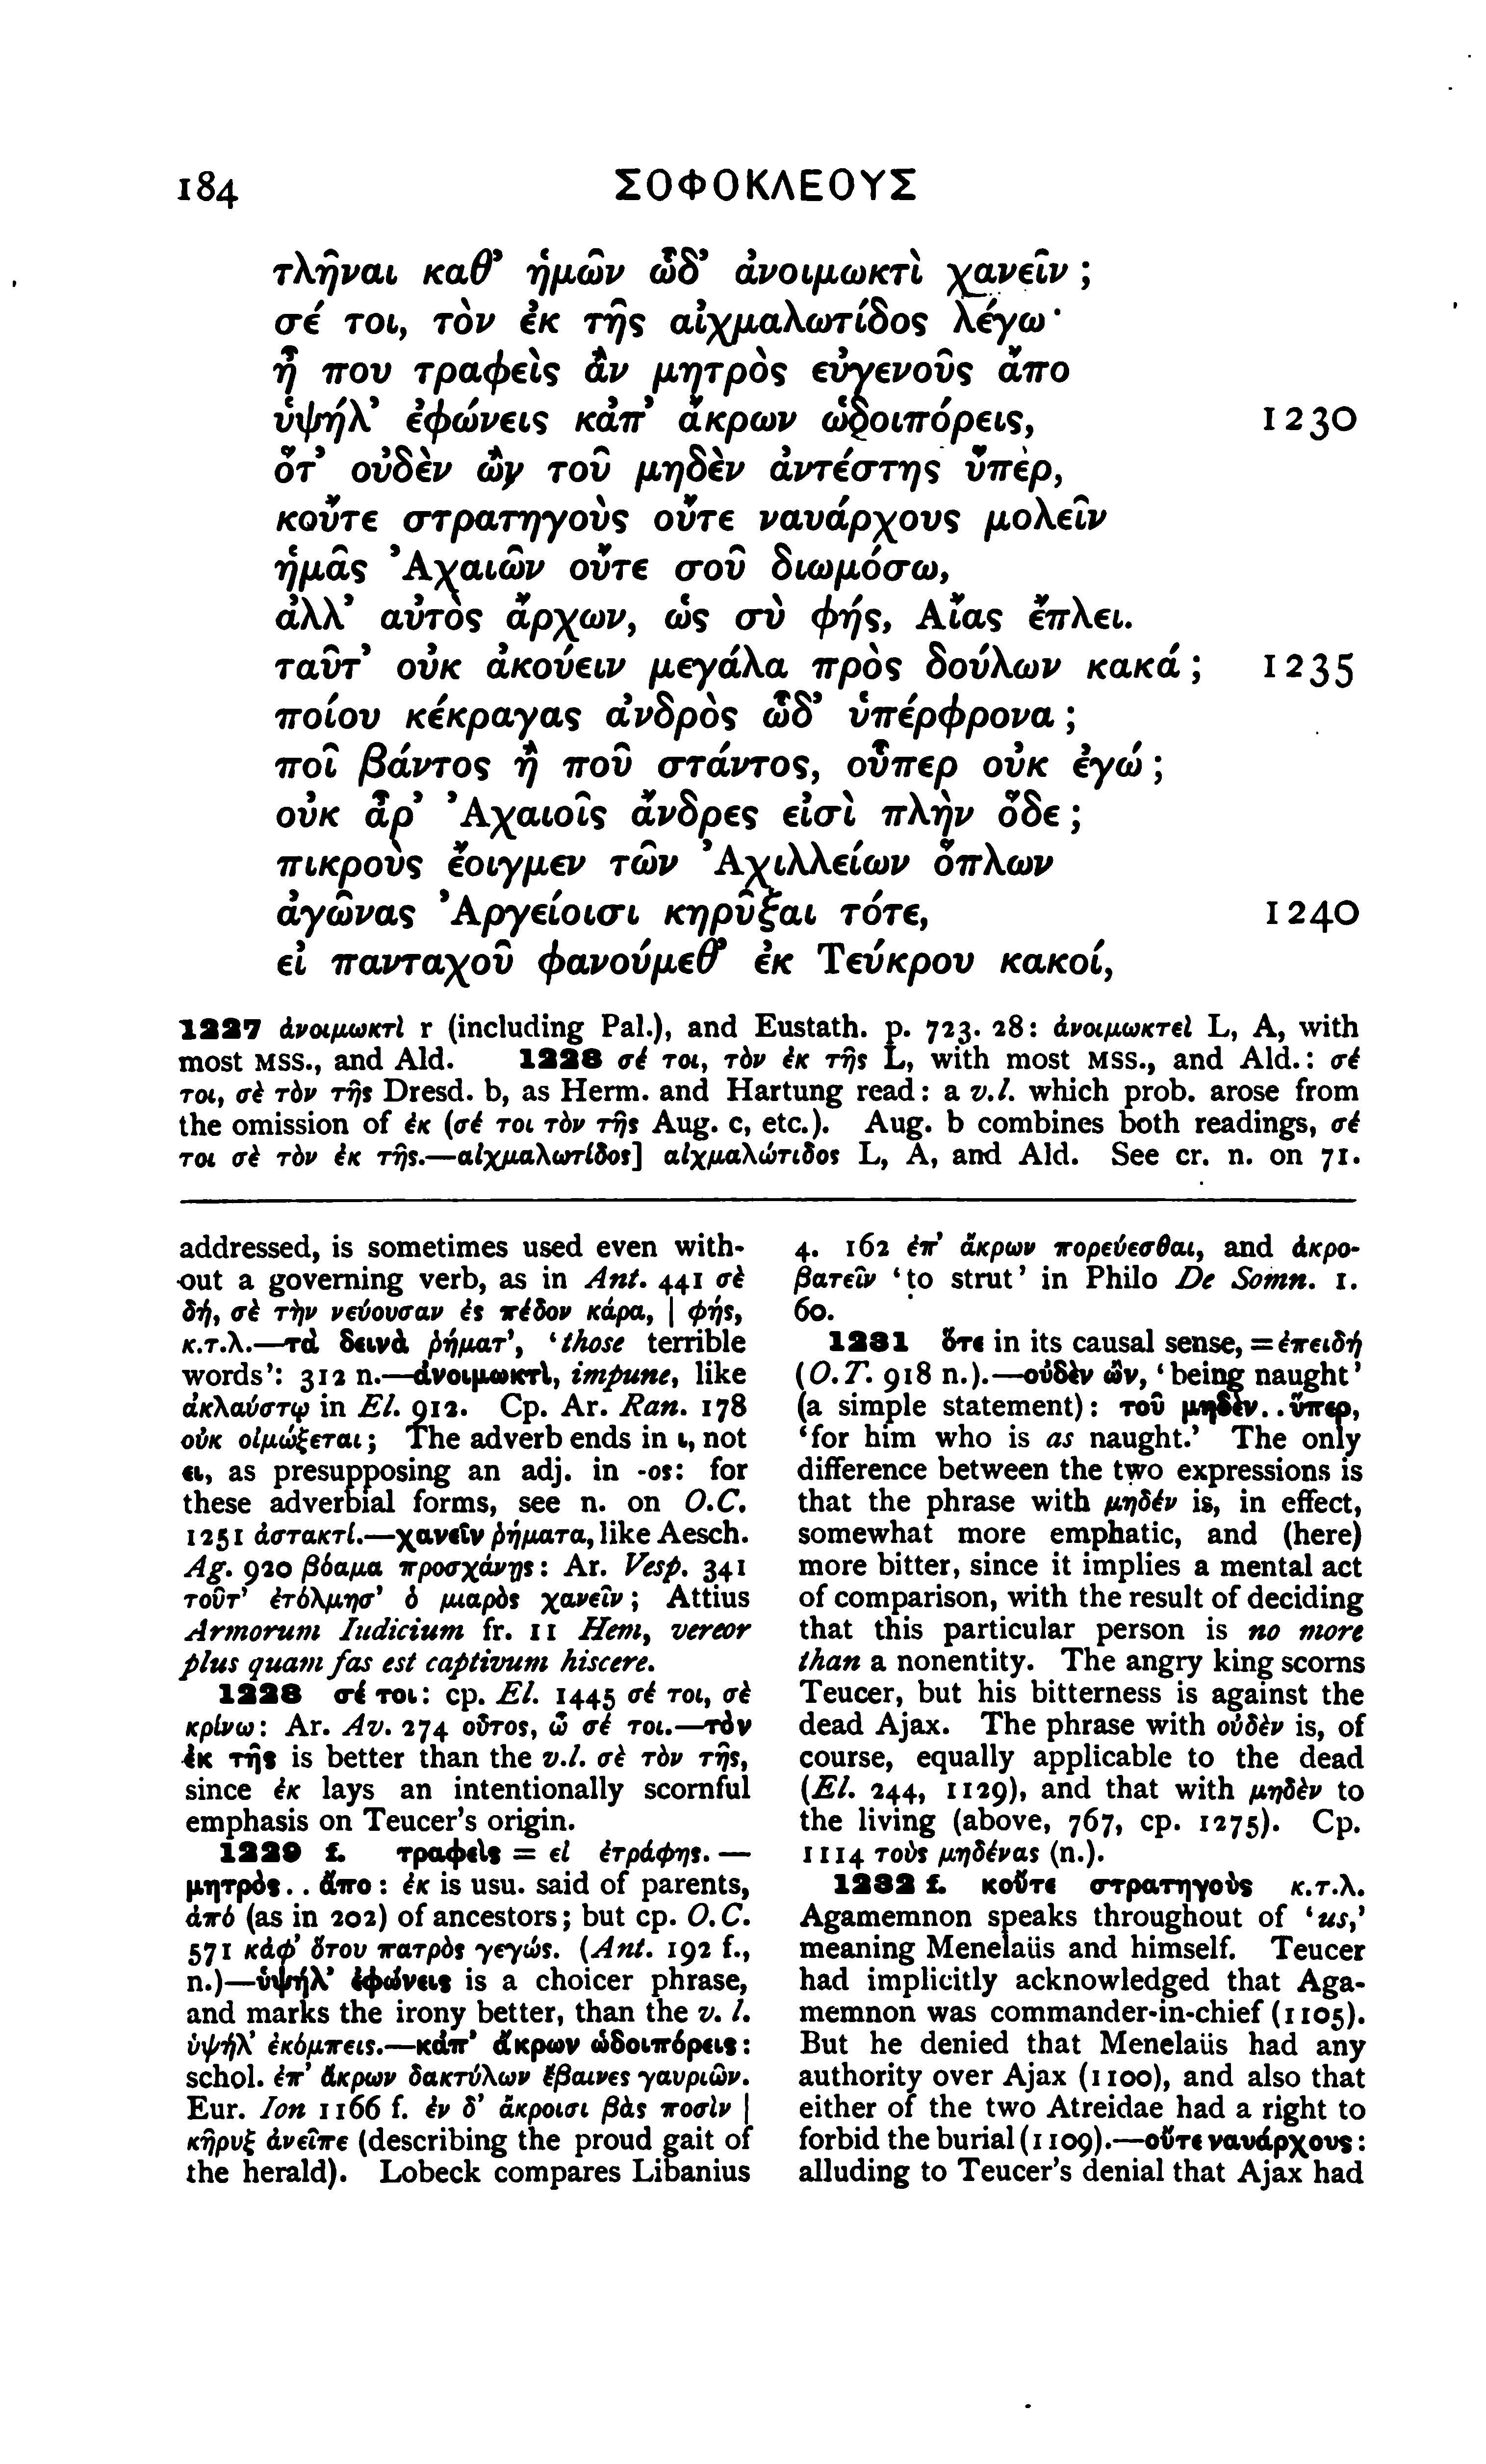 184
ΣΟΦΟΚΛΕΟΥΣ
τλῆναι καθ’ ἡμῶν ὧδ’ ἀνοιμωκτὶ χανεῖν ;
σέ τοι, τὸν ἐκ τῆς αἰχμαλωτίδος λέγω·
ἦ που τραφεὶς ἂν μητρὸς εὐγενοῦς ἄπο
ὑψήλ’ ἐφώνεις κἀπ’ ἄκρων ὡδοιπόρεις, 1230
ὅτ’ οὐδὲν ὢν τοῦ μηδὲν ἀντέστης ὕπερ,
κοὔτε στρατηγοὺς οὔτε ναυάρχους μολεῖν
ἡμᾶς Ἀχαιῶν οὔτε σοῦ διωμόσω,
ἀλλ’ αὐτὸς ἄρχων, ὡς σὺ φῄς, Αἴας ἔπλει.
ταῦτ’ οὐκ ἀκούειν μεγάλα πρὸς δούλων κακά ; 1235
ποίου κέκραγας ἀνδρὸς ὧδ’ ὑπέρφρονα ;
ποῖ βάντος ἢ ποῦ στάντος, οὗπερ οὐκ ἐγώ ;
οὐκ ἆρ’ Ἀχαιοῖς ἄνδρες εἰσὶ πλὴν ὅδε ;
πικροὺς ἔοιγμεν τῶν Ἀχιλλείων ὅπλων
ἀγῶνας Ἀργείοισι κηρῦξαι τότε, 1240
εἰ πανταχοῦ φανούμεθ’ ἐκ Τεύκρου κακοί,
1227 ἀνοιμωκτὶ r (including Pal.), and Eustath. p. 723. 28: ἀνοιμωκτεὶ L, A, with
most MSS., and Ald. 1228 σέ τοι, τὸν ἐκ τῆς L, with most MSS., and Ald.: σέ
τοι, σὲ τὸν τῆς Dresd. b, as Herm. and Hartung read: a v.l. which prob. arose from
the omission of ἐκ (σέ τοι τὸν τῆς Aug. c, etc.). Aug. b combines both readings, σέ
τοι σὲ τὸν ἐκ τῆς.—αἰχμαλωτίδος] αἰχμαλώτιδος L, A, and Ald. See cr. n. on 71.
addressed, is sometimes used even with-
out a governing verb, as in Ant. 441 σὲ
δή, σὲ τὴν νεύουσαν ἐς πέδον κάρα, | φῄς,
κ.τ.λ.—τὰ δεινὰ ῥήματ’, ‘those terrible
words’: 312 n.—ἀνοιμωκτὶ, impune, like
ἀκλαύστῳ in El. 912. Cp. Ar. Ran. 178
οὐκ οἰμώξεται ; The adverb ends in ι, not
ει, as presupposing an adj. in -ος: for
these adverbial forms, see n. on O.C.
1251 ἀστακτί.—χανεῖν ῥήματα, like Aesch.
Ag. 920 βόαμα προσχάνῃς: Ar. Vesp. 341
τοῦτ’ ἐτόλμησ’ ὁ μιαρὸς χανεῖν ; Attius
Armorum Iudicium fr. 11 Hem, vereor
plus quam fas est captivum hiscere.
1228 σέ τοι: cp. El. 1445 σέ τοι, σὲ
κρίνω: Ar. Av. 274 οὗτος, ὦ σέ τοι.—τὸν
ἐκ τῆς is better than the v.l. σὲ τὸν τῆς,
since ἐκ lays an intentionally scornful
emphasis on Teucer's origin.
1229 f. τραφεὶς = εἰ ἐτράφης.—
μητρὸς . . ἄπο: ἐκ is usu. said of parents,
ἀπό (as in 202) of ancestors; but cp. O.C.
571 κἀφ’ ὅτου πατρὸς γεγώς. (Ant. 192 f.,
n.)—ὑψήλ’ ἐφώνεις is a choicer phrase,
and marks the irony better, than the v. l.
ὑψήλ’ ἐκόμπεις.—κἀπ’ ἄκρων ὡδοιπόρεις:
schol. ἐπ’ ἄκρων δακτύλων ἔβαινες γαυριῶν.
Eur. Ion 1166 f. ἐν δ’ ἄκροισι βὰς ποσὶν |
κῆρυξ ἀνεῖπε (describing the proud gait of
the herald). Lobeck compares Libanius
4. 162 ἐπ’ ἄκρων πορεύεσθαι, and ἀκρο-
βατεῖν ‘to strut’ in Philo De Somn. 1.
60.
1231 ὅτε in its causal sense, = ἐπειδή
(O.T. 918 n.).—οὐδὲν ὢν, ‘being naught’
(a simple statement): τοῦ μηδὲν . . ὕπερ,
‘for him who is as naught.’ The only
difference between the two expressions is
that the phrase with μηδέν is, in effect,
somewhat more emphatic, and (here)
more bitter, since it implies a mental act
of comparison, with the result of deciding
that this particular person is no more
than a nonentity. The angry king scorns
Teucer, but his bitterness is against the
dead Ajax. The phrase with οὐδὲν is, of
course, equally applicable to the dead
(El. 244, 1129), and that with μηδὲν to
the living (above, 767, cp. 1275). Cp.
1114 τοὺς μηδένας (n.).
1232 f. κοὔτε στρατηγοὺς κ.τ.λ.
Agamemnon speaks throughout of ‘us,’
meaning Menelaüs and himself. Teucer
had implicitly acknowledged that Aga-
memnon was commander-in-chief (1105).
But he denied that Menelaüs had any
authority over Ajax (1100), and also that
either of the two Atreidae had a right to
forbid the burial (1109).—οὔτε ναυάρχους:
alluding to Teucer's denial that Ajax had